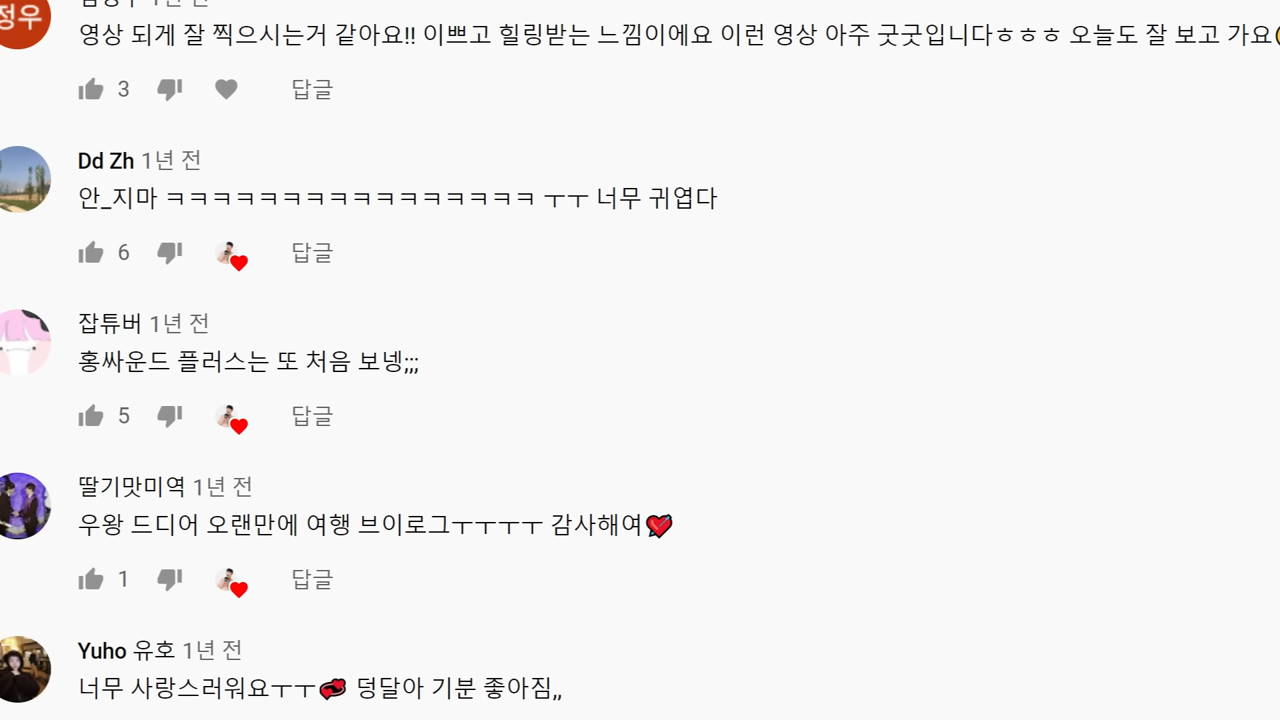 정우
영상 되게 잘 찍으시는거 같아요!! 이쁘고 힐링받는 느낌이에요 이런 영상 아주 굿굿입니다ㅎㅎㅎ 오늘도 잘 보고 가요
3 답글
Dd Zh 1년 전
안_지마 ㅋㅋㅋㅋㅋㅋㅋㅋㅋㅋㅋㅋㅋㅋㅋㅋ ㅜㅜ 너무 귀엽다
6 답글
잡튜버 1년 전
홍싸운드 플러스는 또 처음 보넹;;;
5 답글
딸기맛미역 1년 전
우왕 드디어 오랜만에 여행 브이로그ㅜㅜㅜㅜ 감사해여💘
1 답글
Yuho 유호 1년 전
너무 사랑스러워요ㅜㅜ💞 덩달아 기분 좋아짐,,